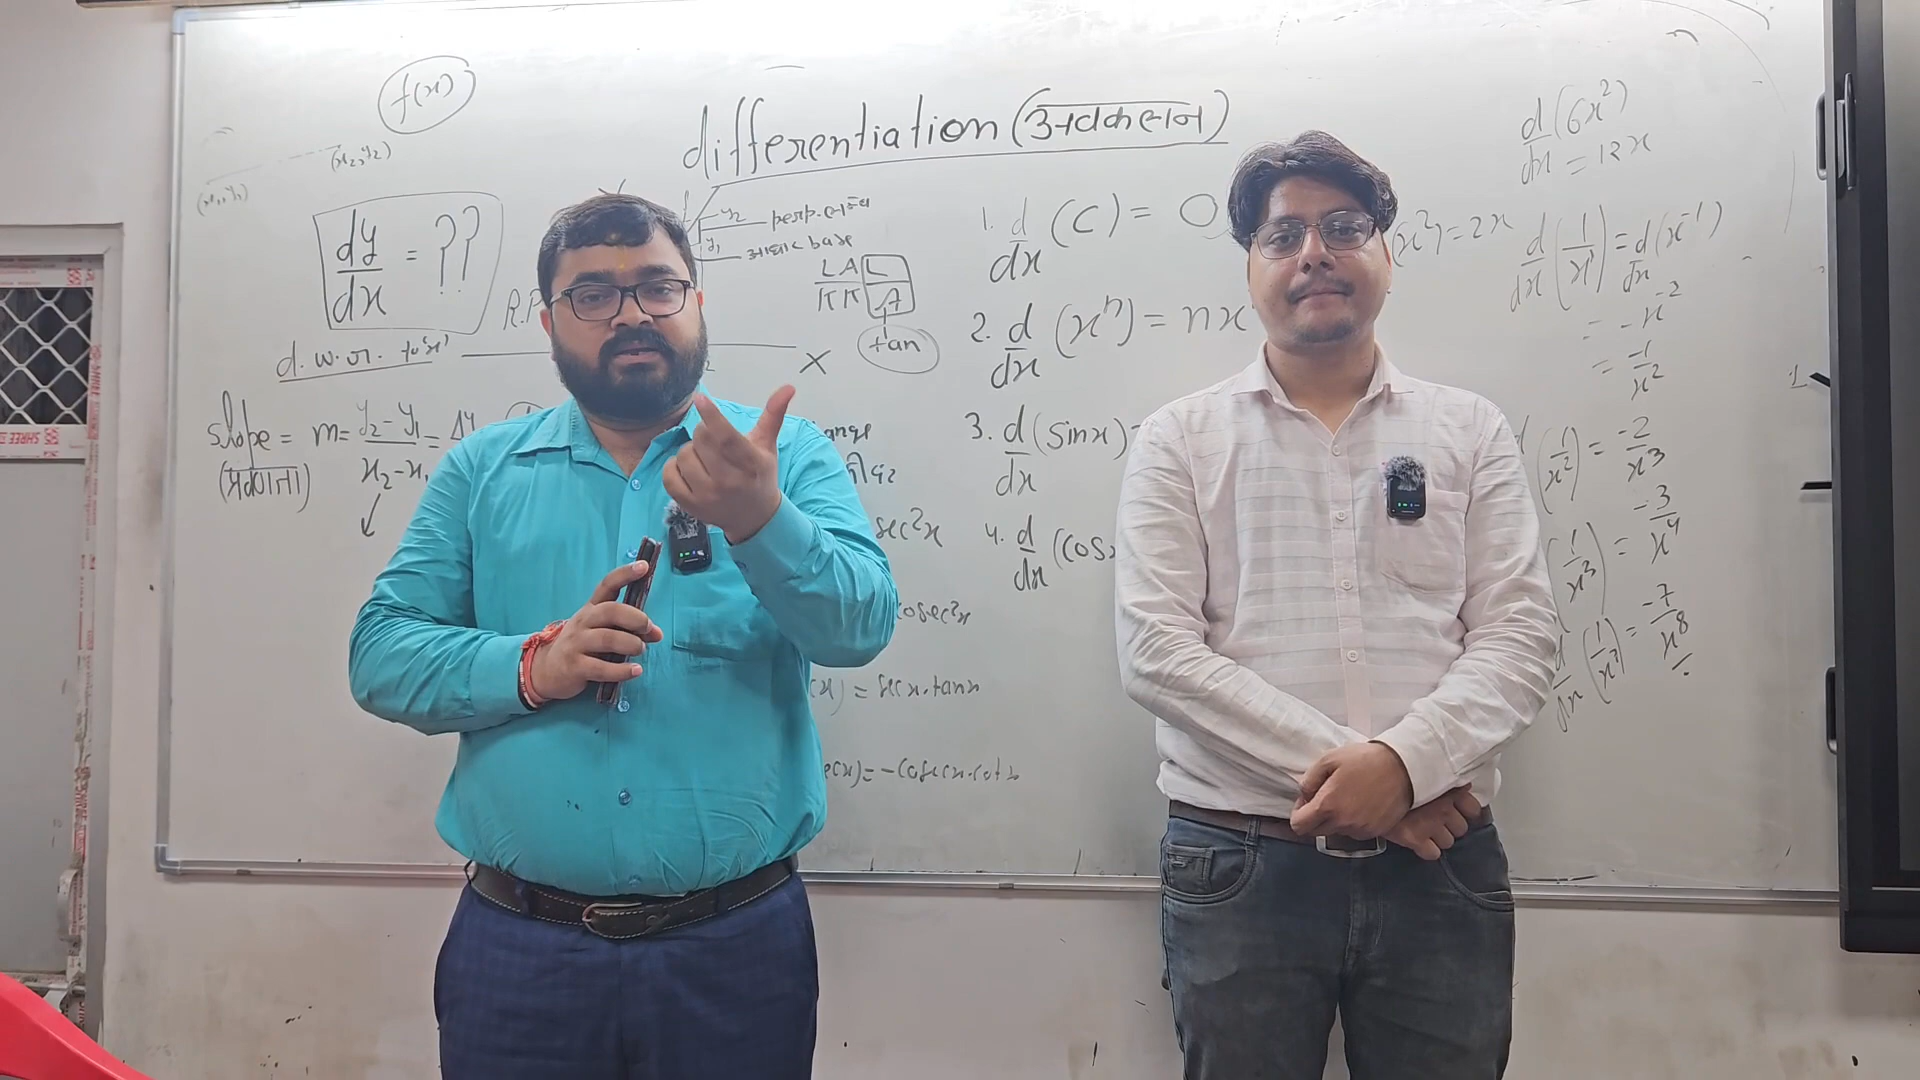 f(x)
differentiation (अवकलन)
(x₂, y₂)
(x₁, y₁)
dy/dx = ??
d. w. r. to 'x'
slope = m = y₂ - y₁ / x₂ - x₁ = Δy
(प्रवणता)
R.P
y₂
perp.
y₁
आधार base
LA L
KK A
tan
X
sec²x
cosec²x
(x) = secx.tanx
ec(x) = -cosecx.cotx
1. d/dx (c) = 0
2. d/dx (xⁿ) = nx
3. d/dx (sinx)
4. d/dx (cos
d/dx (6x²)
= 12x
(x²) = 2x
d/dx (1/x¹) = d/dx (x⁻¹)
= -x⁻²
= -1/x²
(1/x²) = -2/x³
(1/x³) = -3/x⁴
d/dx (1/x⁷) = -7/x⁸